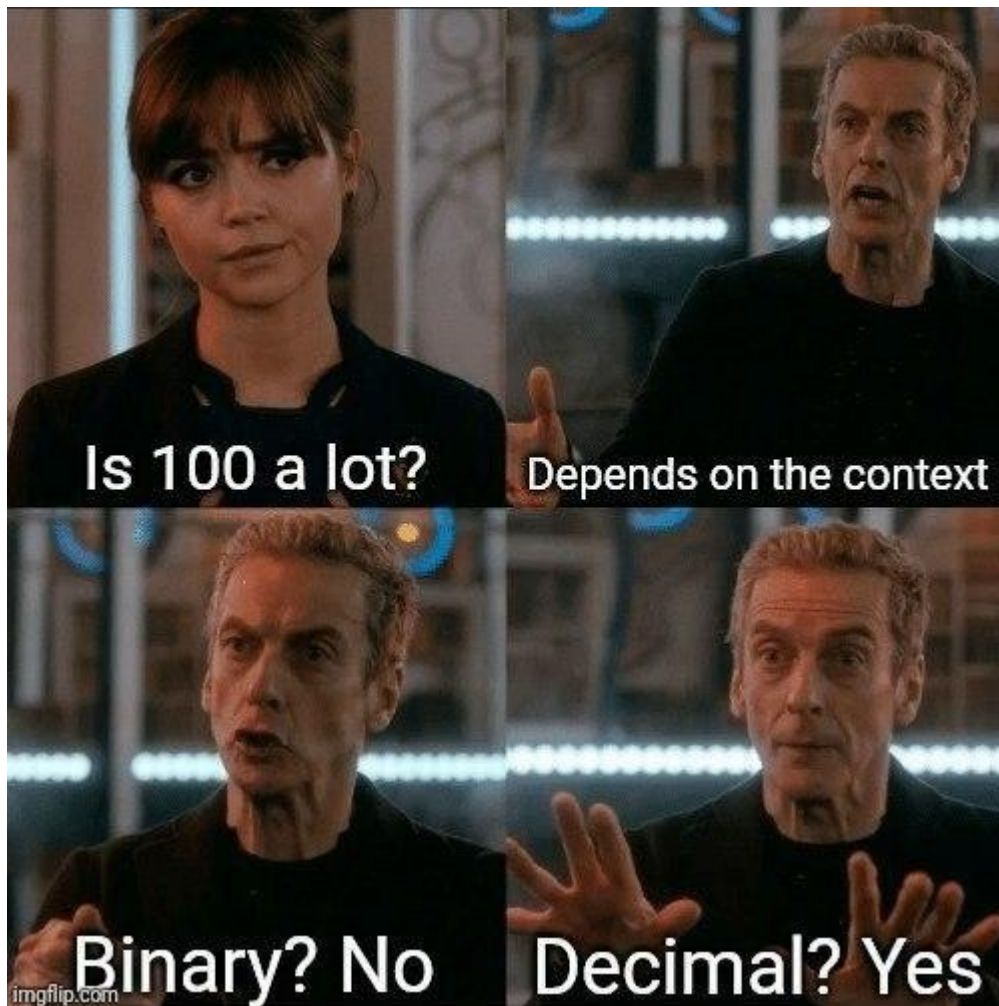 Is 100 a lot?
Depends on the context
Binary? No
Decimal? Yes
imgflip.com